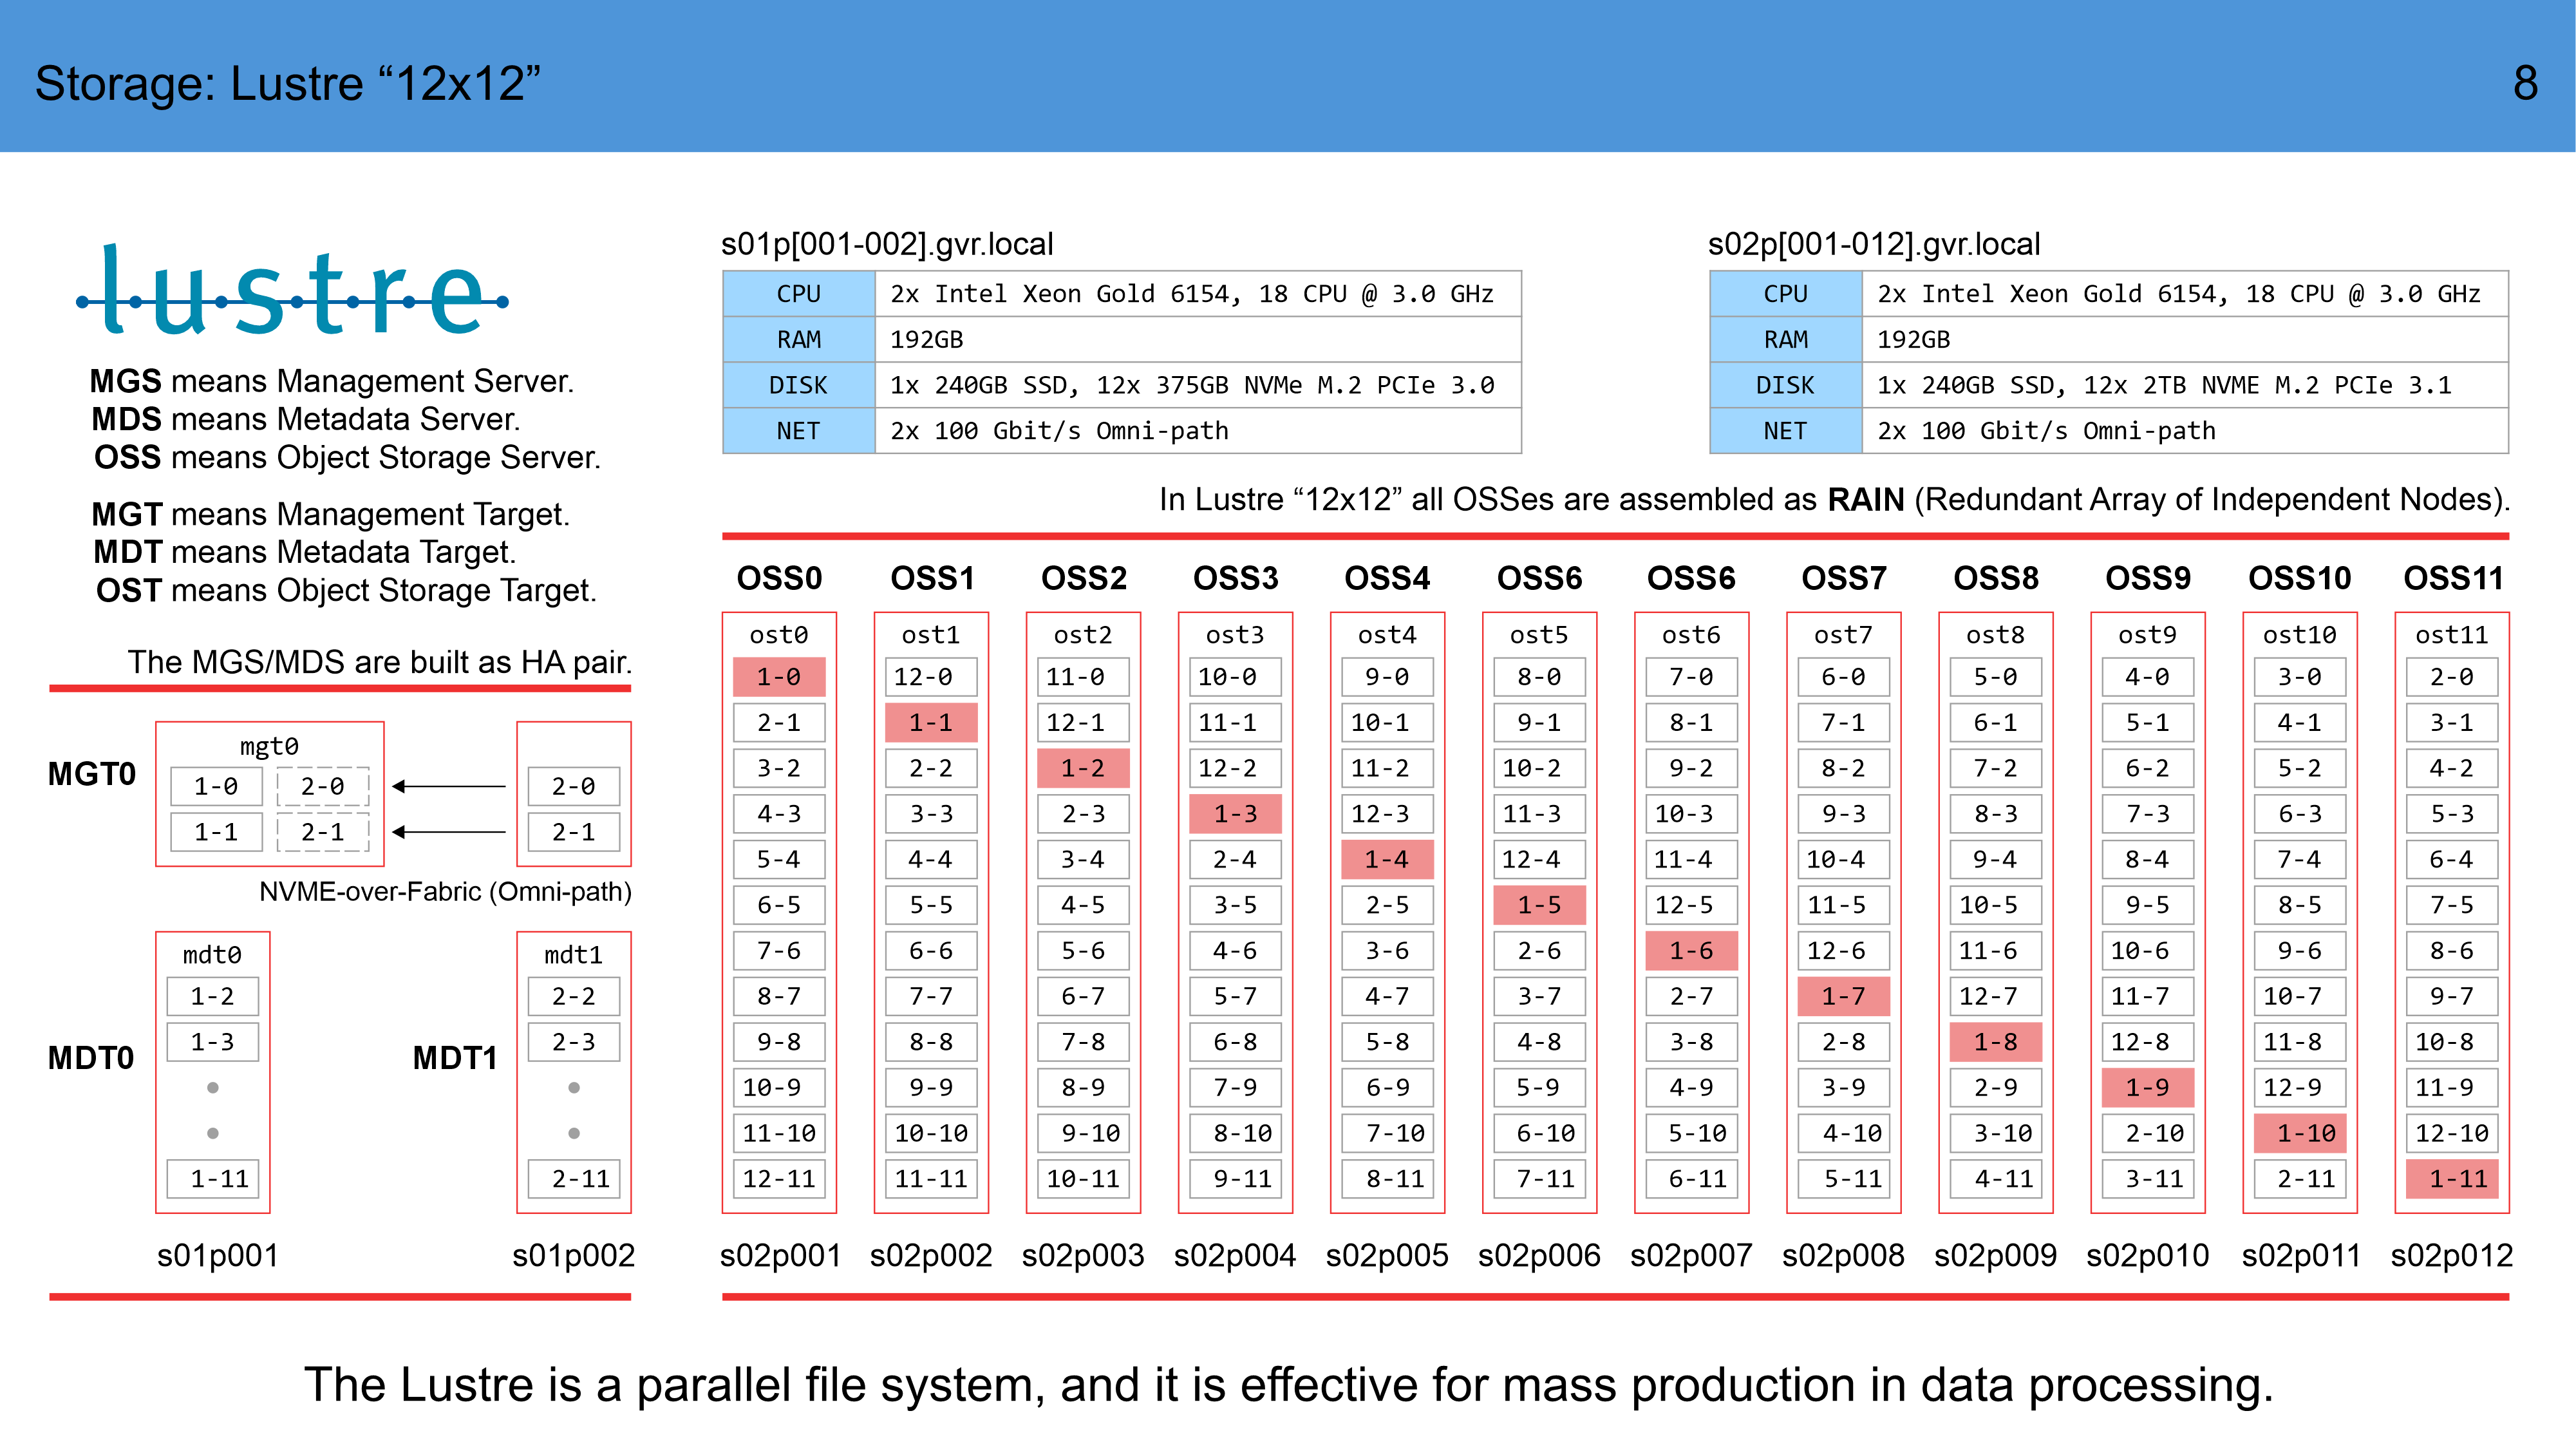 Storage: Lustre “12x12” 8
lustre
MGS means Management Server.
MDS means Metadata Server.
OSS means Object Storage Server.
MGT means Management Target.
MDT means Metadata Target.
OST means Object Storage Target.
The MGS/MDS are built as HA pair.
MGT0
mgt0
1-0 2-0 2-0
1-1 2-1 2-1
NVME-over-Fabric (Omni-path)
MDT0 MDT1
mdt0 mdt1
1-2 2-2
1-3 2-3
1-11 2-11
s01p001 s01p002
s01p[001-002].gvr.local
CPU 2x Intel Xeon Gold 6154, 18 CPU @ 3.0 GHz
RAM 192GB
DISK 1x 240GB SSD, 12x 375GB NVMe M.2 PCIe 3.0
NET 2x 100 Gbit/s Omni-path
s02p[001-012].gvr.local
CPU 2x Intel Xeon Gold 6154, 18 CPU @ 3.0 GHz
RAM 192GB
DISK 1x 240GB SSD, 12x 2TB NVME M.2 PCIe 3.1
NET 2x 100 Gbit/s Omni-path
In Lustre “12x12” all OSSes are assembled as RAIN (Redundant Array of Independent Nodes).
OSS0 OSS1 OSS2 OSS3 OSS4 OSS6 OSS6 OSS7 OSS8 OSS9 OSS10 OSS11
ost0 ost1 ost2 ost3 ost4 ost5 ost6 ost7 ost8 ost9 ost10 ost11
1-0 12-0 11-0 10-0 9-0 8-0 7-0 6-0 5-0 4-0 3-0 2-0
2-1 1-1 12-1 11-1 10-1 9-1 8-1 7-1 6-1 5-1 4-1 3-1
3-2 2-2 1-2 12-2 11-2 10-2 9-2 8-2 7-2 6-2 5-2 4-2
4-3 3-3 2-3 1-3 12-3 11-3 10-3 9-3 8-3 7-3 6-3 5-3
5-4 4-4 3-4 2-4 1-4 12-4 11-4 10-4 9-4 8-4 7-4 6-4
6-5 5-5 4-5 3-5 2-5 1-5 12-5 11-5 10-5 9-5 8-5 7-5
7-6 6-6 5-6 4-6 3-6 2-6 1-6 12-6 11-6 10-6 9-6 8-6
8-7 7-7 6-7 5-7 4-7 3-7 2-7 1-7 12-7 11-7 10-7 9-7
9-8 8-8 7-8 6-8 5-8 4-8 3-8 2-8 1-8 12-8 11-8 10-8
10-9 9-9 8-9 7-9 6-9 5-9 4-9 3-9 2-9 1-9 12-9 11-9
11-10 10-10 9-10 8-10 7-10 6-10 5-10 4-10 3-10 2-10 1-10 12-10
12-11 11-11 10-11 9-11 8-11 7-11 6-11 5-11 4-11 3-11 2-11 1-11
s02p001 s02p002 s02p003 s02p004 s02p005 s02p006 s02p007 s02p008 s02p009 s02p010 s02p011 s02p012
The Lustre is a parallel file system, and it is effective for mass production in data processing.